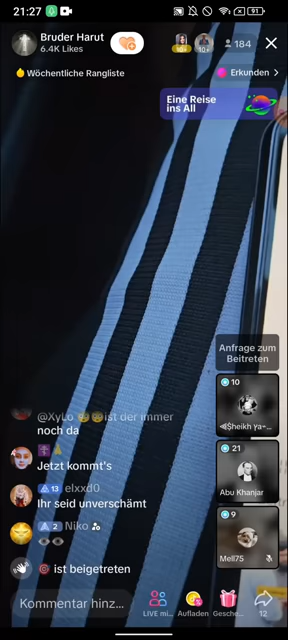 21:27
91
Bruder Harut
6.4K Likes
10+
10+
184
Wöchentliche Rangliste
Erkunden >
Eine Reise
ins All
Anfrage zum
Beitreten
10
21
Abu Khanjar
9
Mell75
@XyLo ist der immer
noch da
Jetzt kommt's
13 elxxd0
Ihr seid unverschämt
2 Niko
ist beigetreten
Kommentar hinz...
LIVE mi...
Aufladen
Gesche...
12